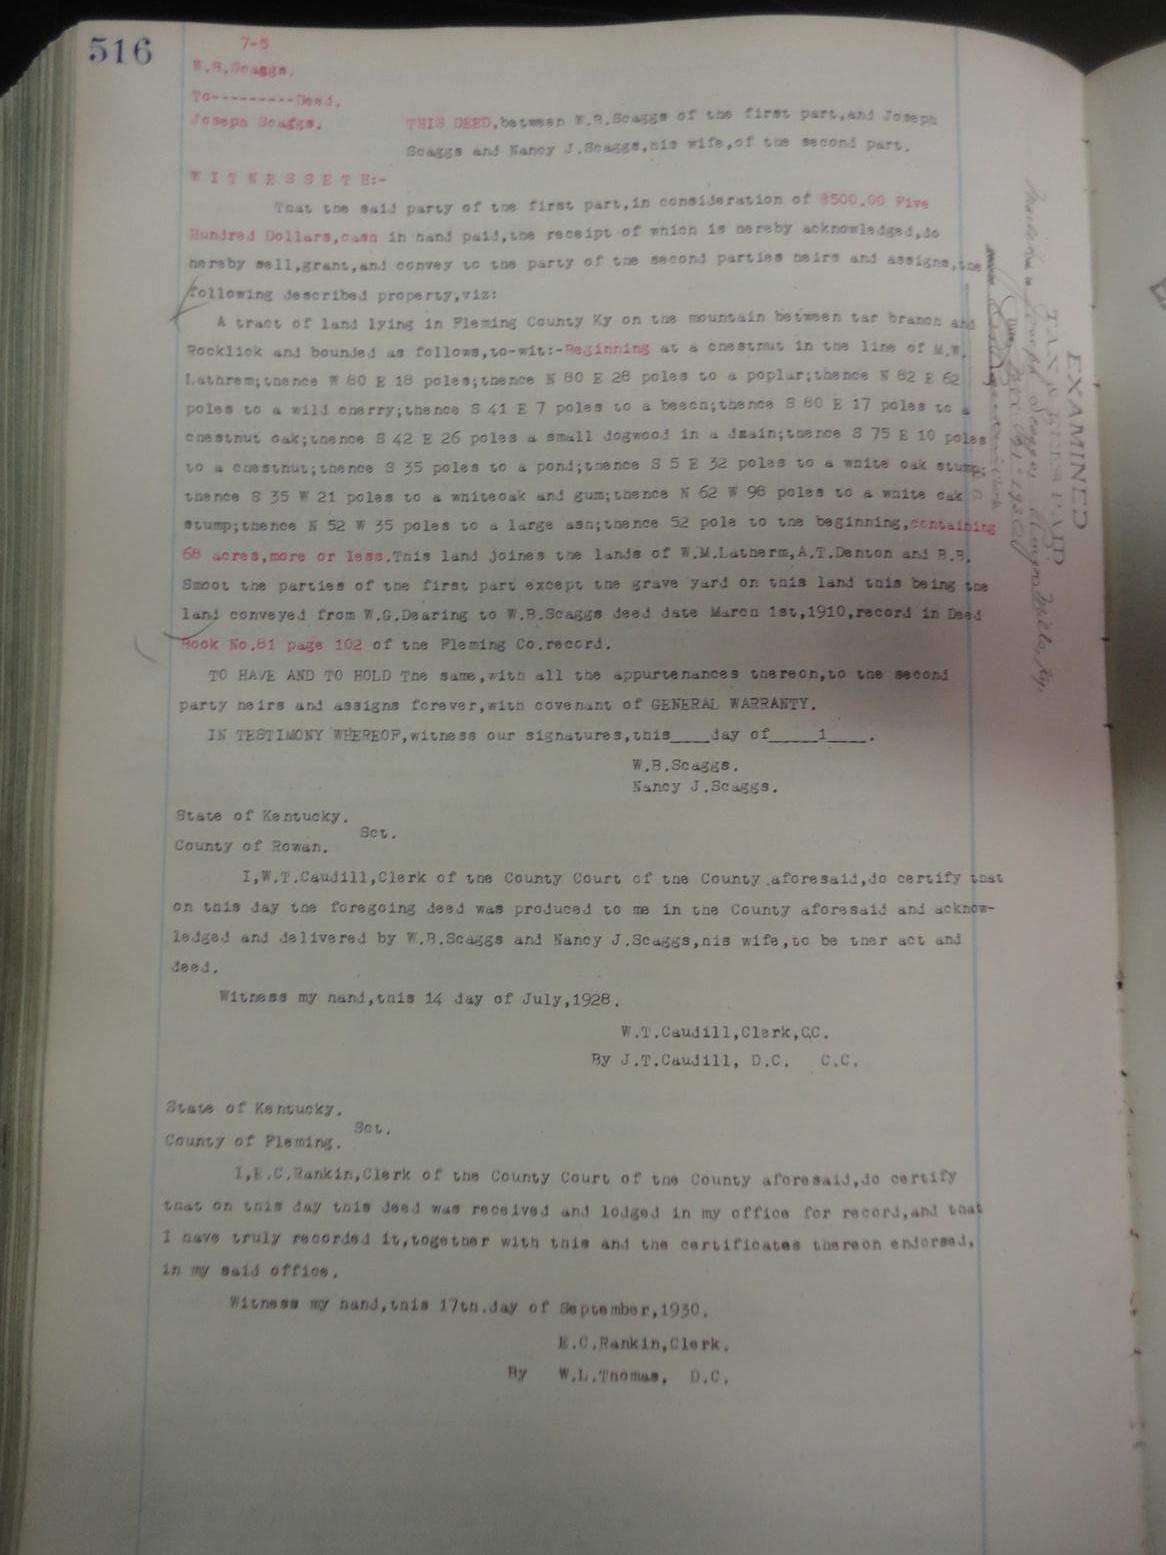 516
7-5
W.B.Scaggs.
To---------Deed.
Joseph Scaggs.
THIS DEED,between W.B.Scaggs of the first part,and Joseph
Scaggs and Nancy J.Scaggs,his wife,of the second part.
W I T N E S S E T H:-
That the said party of the first part,in consideration of $500.00 Five
Hundred Dollars,cash in hand paid,the receipt of which is hereby acknowledged,do
hereby sell,grant,and convey to the party of the second parties heirs and assigns,the
following described property,viz:
A tract of land lying in Fleming County Ky on the mountain between tar branch and
Rocklick and bounded as follows,to-wit:-Beginning at a chestnut in the line of M.W.
Lathrem;thence W 80 E 18 poles;thence N 80 E 28 poles to a poplar;thence N 82 E 62
poles to a wild cherry;thence S 41 E 7 poles to a beech;thence S 80 E 17 poles to a
chestnut oak;thence S 42 E 26 poles a small dogwood in a drain;thence S 75 E 10 poles
to a chestnut;thence S 35 poles to a pond;thence S 5 E 32 poles to a white oak stump;
thence S 35 W 21 poles to a whiteoak and gum;thence N 62 W 98 poles to a white oak
stump;thence N 52 W 35 poles to a large ash;thence 52 pole to the beginning,containing
68 acres,more or less.This land joines the lands of W.M.Latherm,A.T.Denton and B.B.
Smoot the parties of the first part except the grave yard on this land this being the
land conveyed from W.G.Dearing to W.B.Scaggs deed date March 1st,1910,record in Deed
Book No.81 page 102 of the Fleming Co.record.
TO HAVE AND TO HOLD The same,with all the appurtenances thereon,to the second
party heirs and assigns forever,with covenant of GENERAL WARRANTY.
IN TESTIMONY WHEREOF,witness our signatures,this____day of_____1____.
W.B.Scaggs.
Nancy J.Scaggs.
State of Kentucky.
Sct.
County of Rowan.
I,W.T.Caudill,Clerk of the County Court of the County aforesaid,do certify that
on this day the foregoing deed was produced to me in the County aforesaid and acknow-
ledged and delivered by W.B.Scaggs and Nancy J.Scaggs,his wife,to be ther act and
deed.
Witness my hand,this 14 day of July,1928.
W.T.Caudill,Clerk,C.C.
By J.T.Caudill, D.C. C.C.
State of Kentucky.
Sct.
County of Fleming.
I,E.C.Rankin,Clerk of the County Court of the County aforesaid,do certify
that on this day this deed was received and lodged in my office for record,and that
I have truly recorded it,together with this and the certificates thereon endorsed,
in my said office.
Witness my hand,this 17th.day of September,1930.
E.C.Rankin,Clerk.
By W.L.Thomas, D.C.
EXAMINED
Joseph Scaggs
Ky.